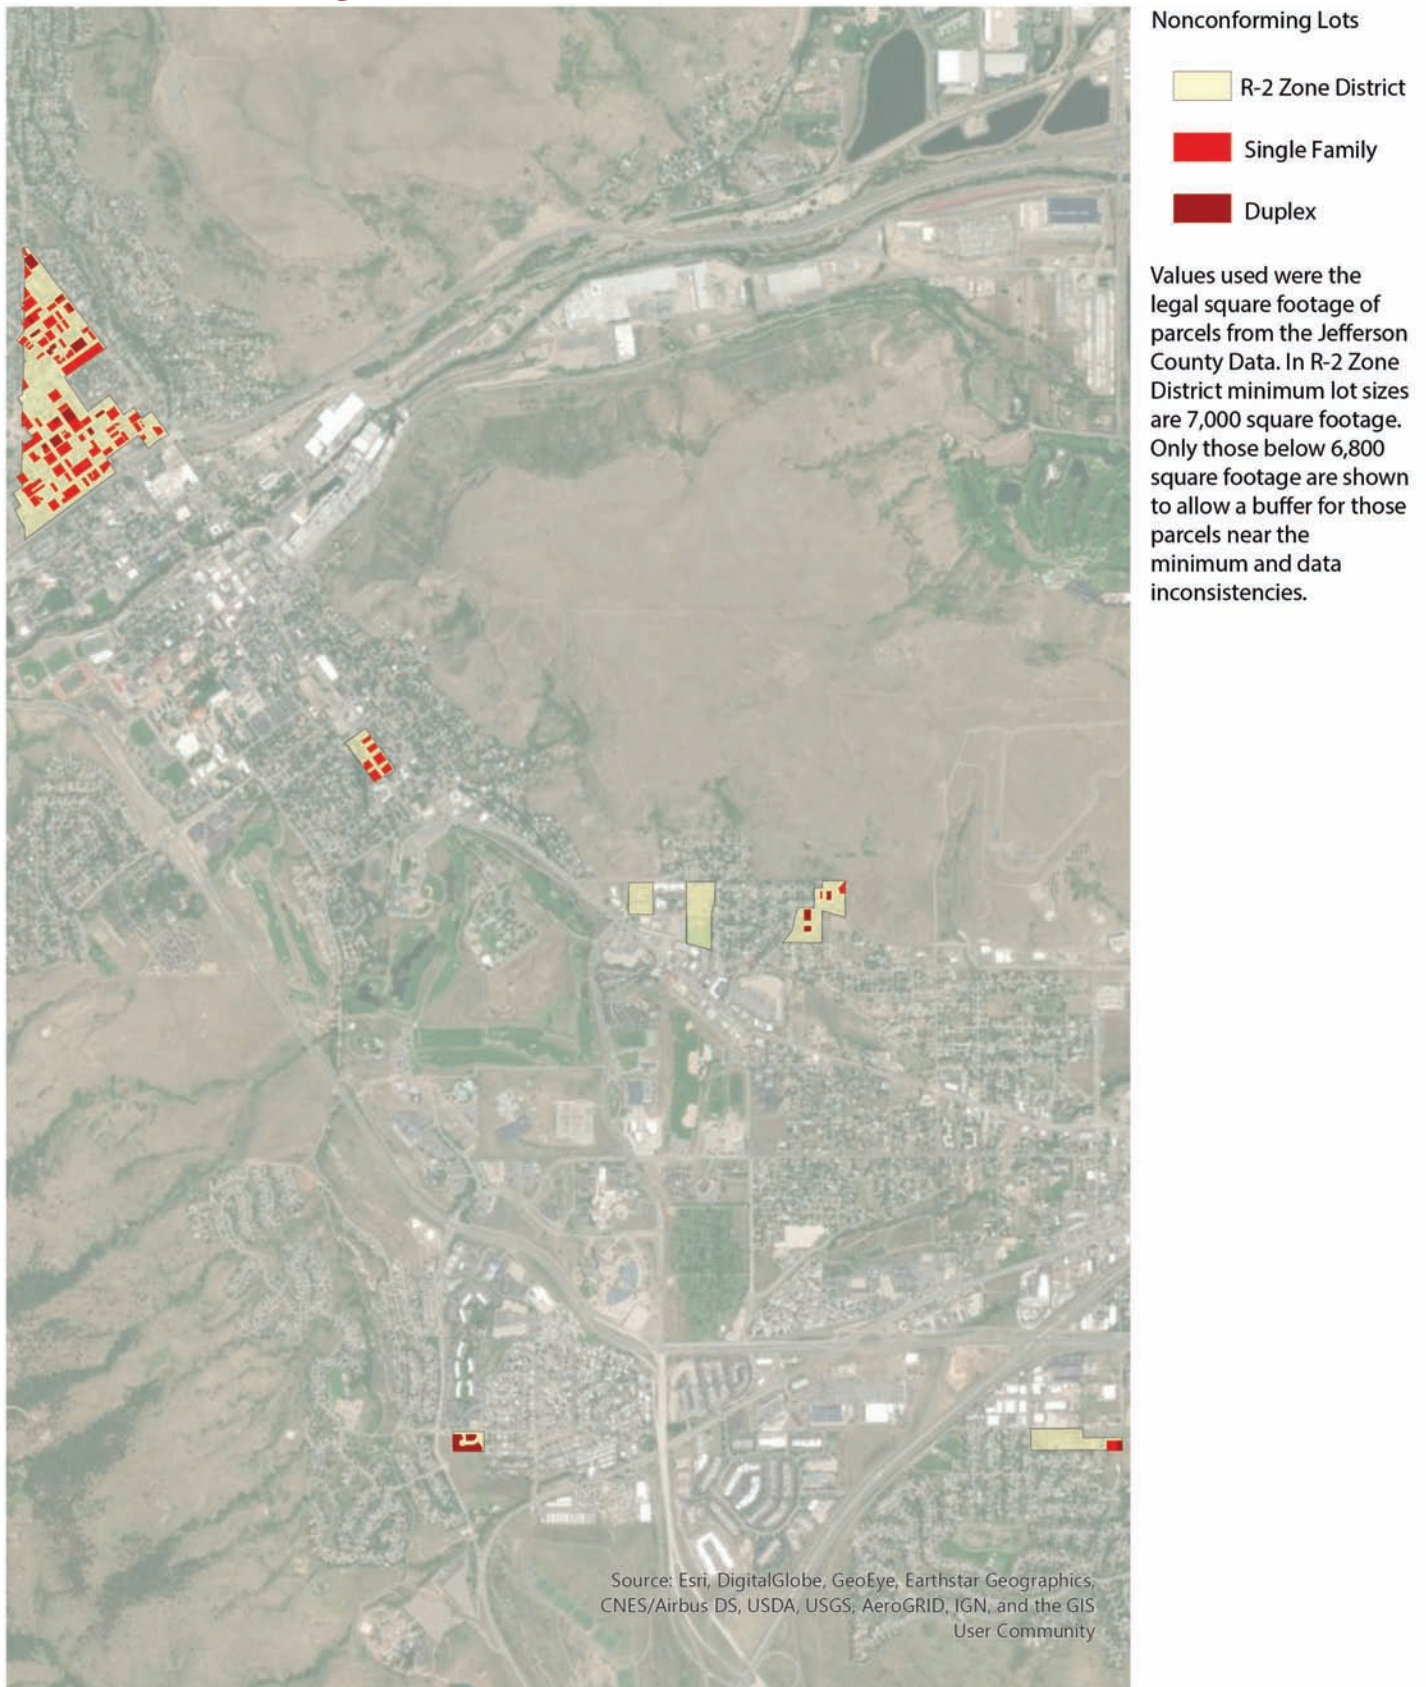 Nonconforming Lots
R-2 Zone District
Single Family
Duplex
Values used were the
legal square footage of
parcels from the Jefferson
County Data. In R-2 Zone
District minimum lot sizes
are 7,000 square footage.
Only those below 6,800
square footage are shown
to allow a buffer for those
parcels near the
minimum and data
inconsistencies.
Source: Esri, DigitalGlobe, GeoEye, Earthstar Geographics,
CNES/Airbus DS, USDA, USGS, AeroGRID, IGN, and the GIS
User Community